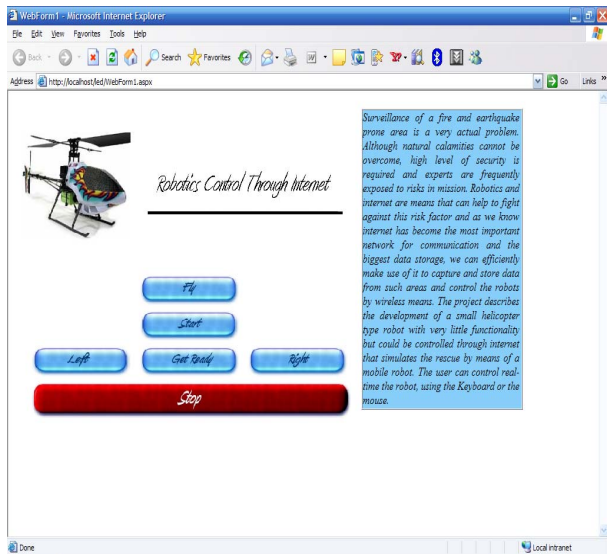 WebForm1 - Microsoft Internet Explorer
File Edit View Favorites Tools Help
Back Search Favorites
Address http://localhost/led/WebForm1.aspx Go Links »
Robotics Control Through Internet
Fly
Start
Left Get Ready Right
Stop
Surveillance of a fire and earthquake
prone area is a very actual problem.
Although natural calamities cannot be
overcome, high level of security is
required and experts are frequently
exposed to risks in mission. Robotics and
internet are means that can help to fight
against this risk factor and as we know
internet has become the most important
network for communication and the
biggest data storage, we can efficiently
make use of it to capture and store data
from such areas and control the robots
by wireless means. The project describes
the development of a small helicopter
type robot with very little functionality
but could be controlled through internet
that simulates the rescue by means of a
mobile robot. The user can control real-
time the robot, using the Keyboard or the
mouse.
Done Local intranet